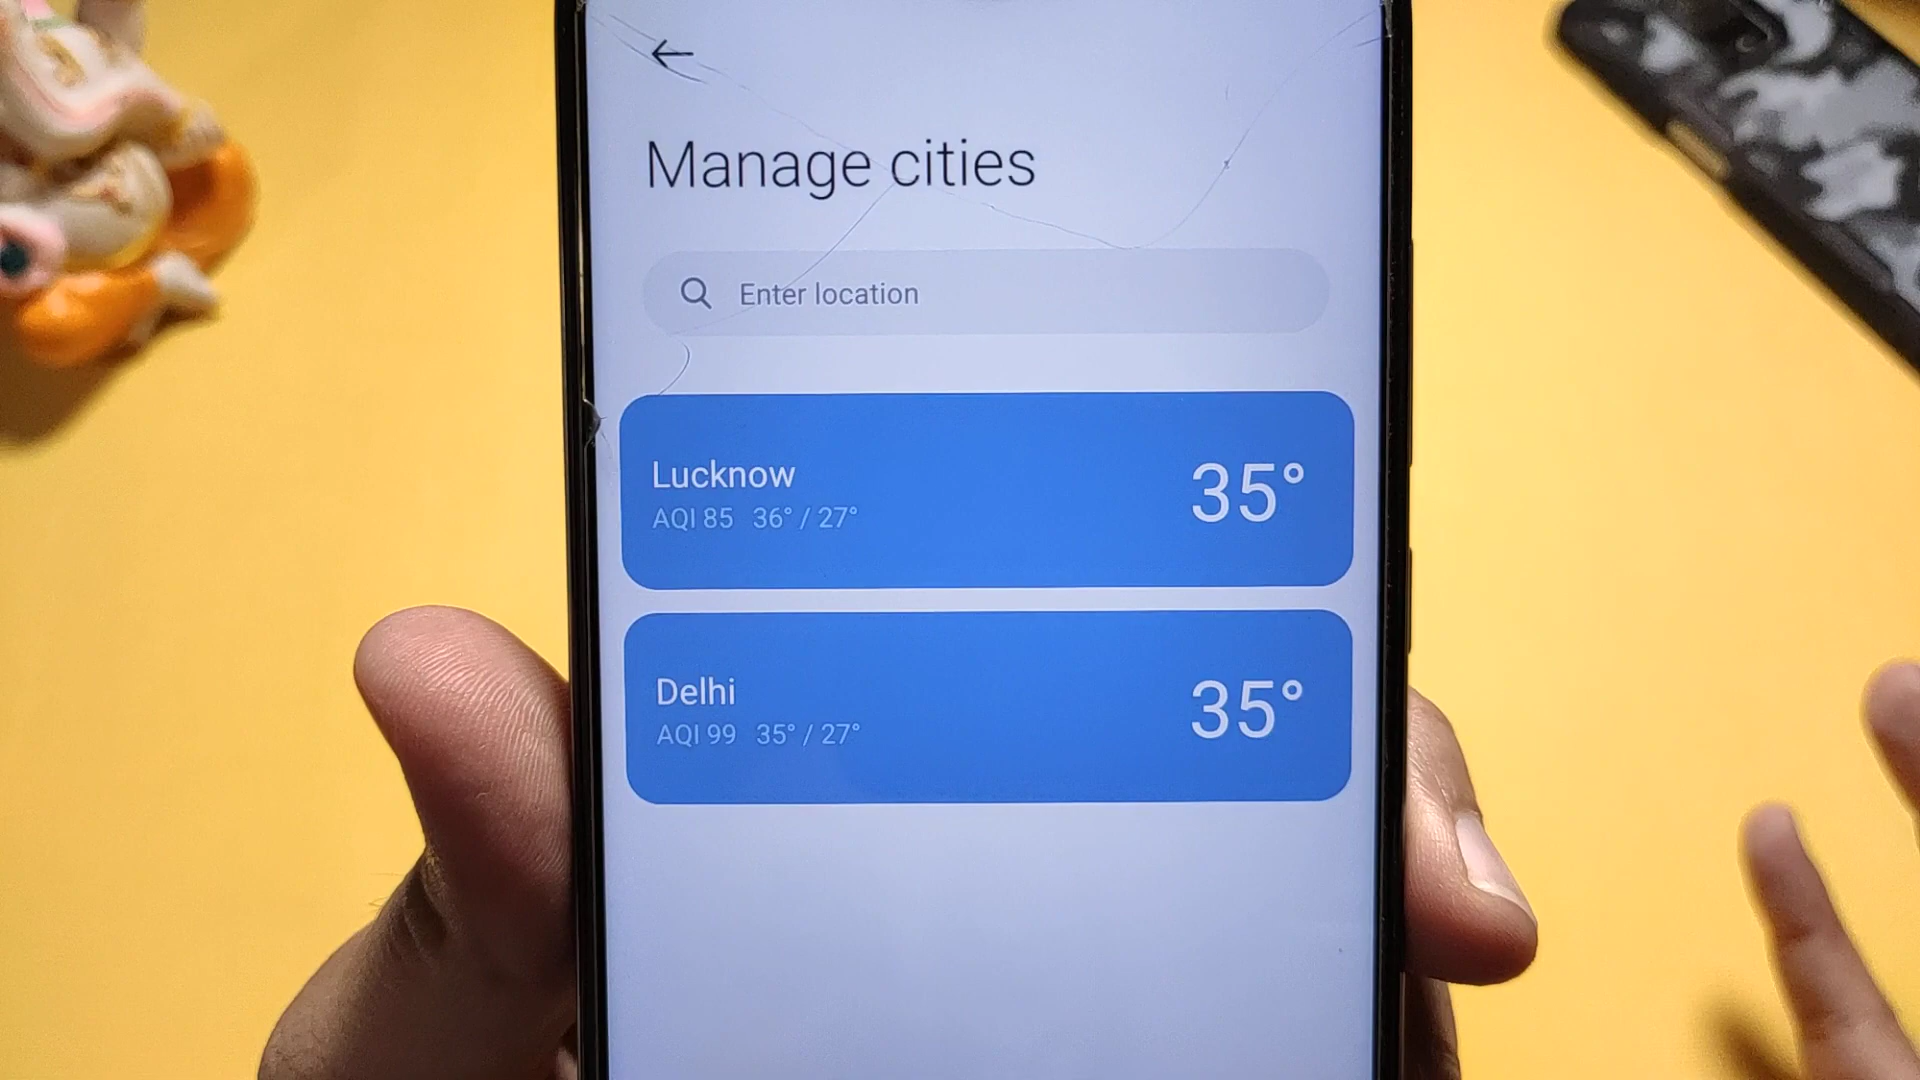 Manage cities
Enter location
Lucknow
AQI 85 36° / 27°
35°
Delhi
AQI 99 35° / 27°
35°